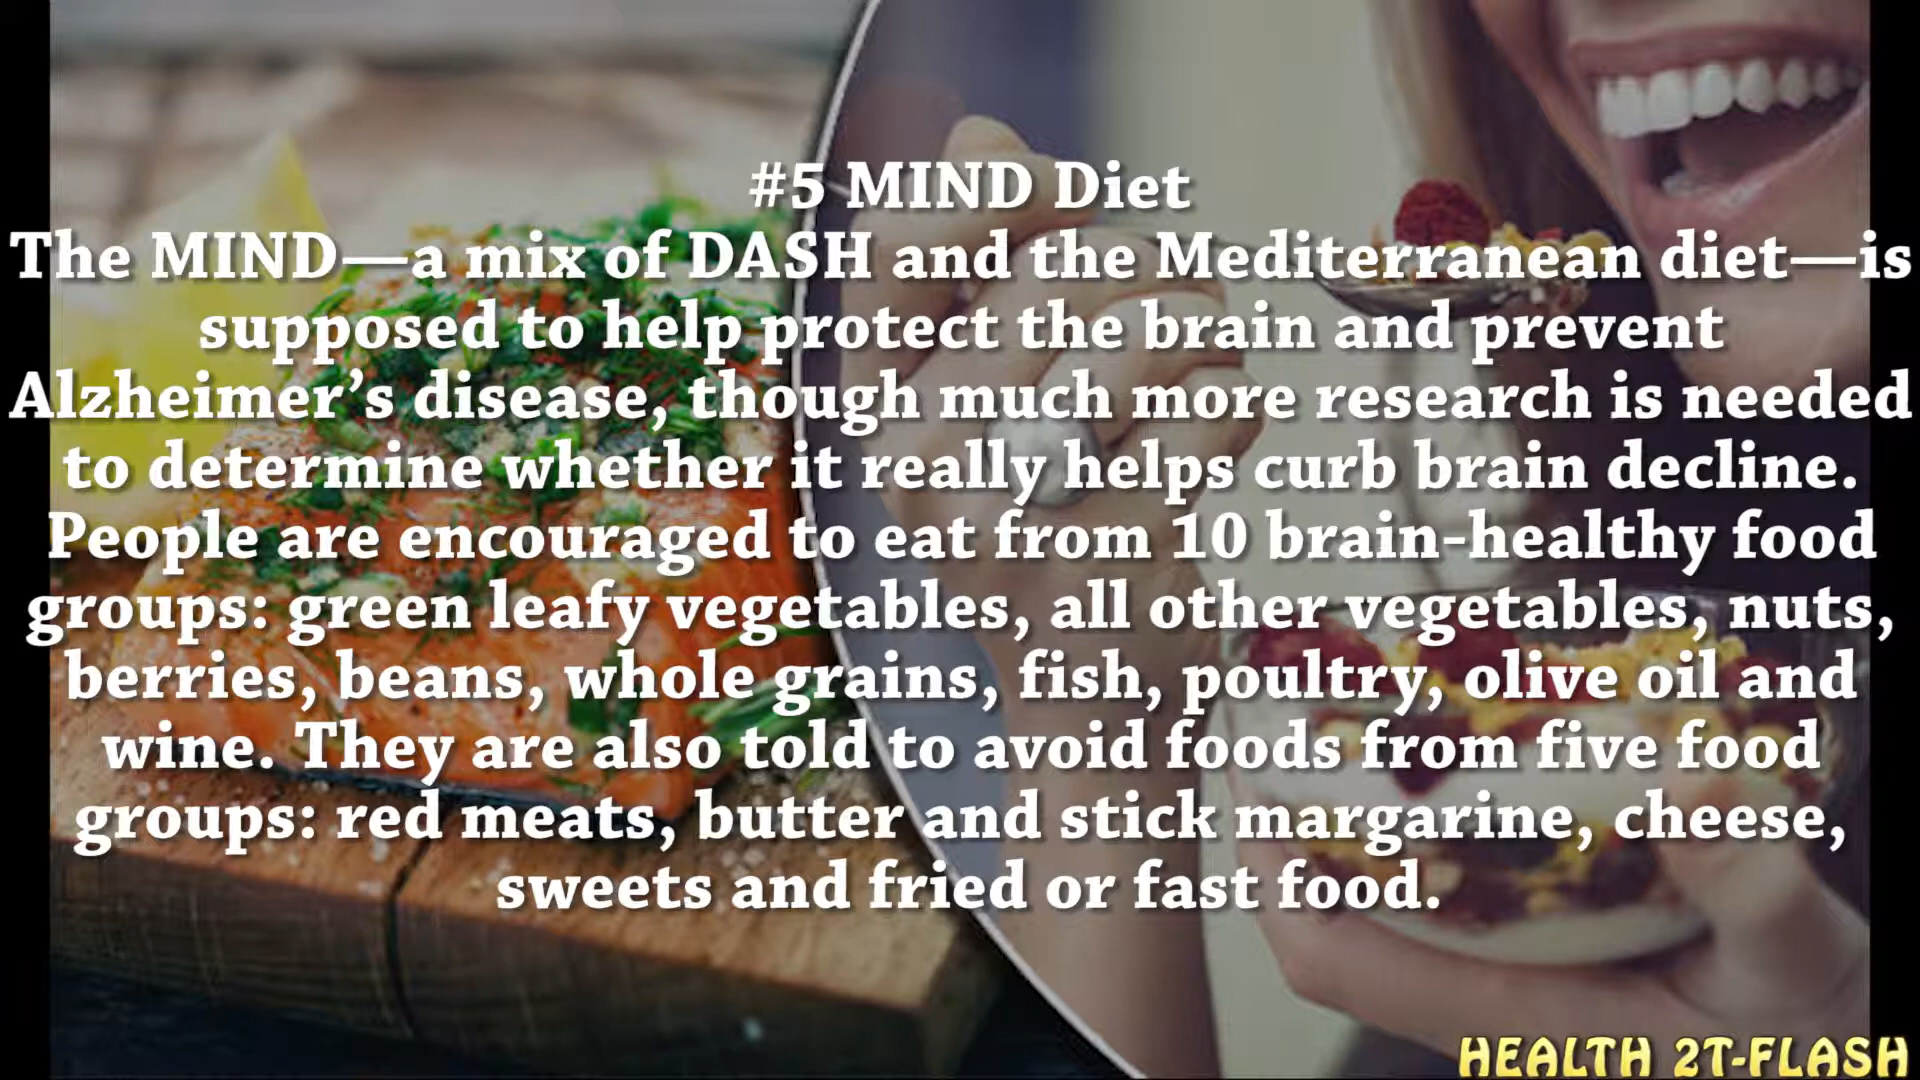 #5 MIND Diet
The MIND—a mix of DASH and the Mediterranean diet—is
supposed to help protect the brain and prevent
Alzheimer’s disease, though much more research is needed
to determine whether it really helps curb brain decline.
People are encouraged to eat from 10 brain-healthy food
groups: green leafy vegetables, all other vegetables, nuts,
berries, beans, whole grains, fish, poultry, olive oil and
wine. They are also told to avoid foods from five food
groups: red meats, butter and stick margarine, cheese,
sweets and fried or fast food.
HEALTH 2T-FLASH